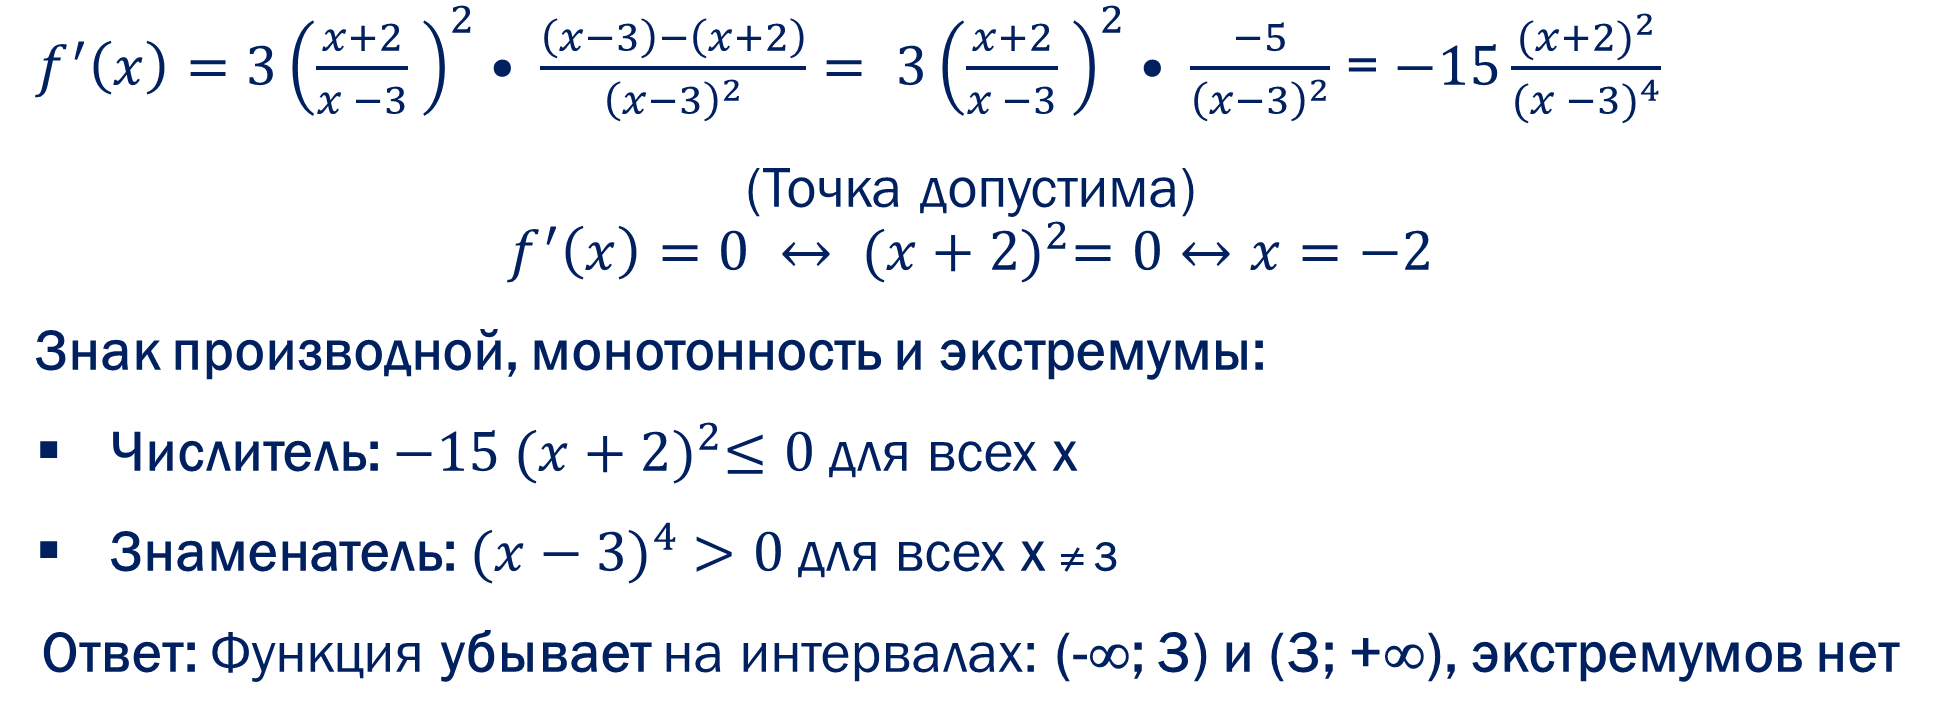 f ′(x) = 3 ((x+2)/(x −3))² • ((x−3)−(x+2))/((x−3)²) = 3 ((x+2)/(x −3))² • (−5)/((x−3)²) = −15 ((x+2)²)/((x −3)⁴)
(Точка допустима)
f ′(x) = 0 ↔ (x + 2)²= 0 ↔ x = −2
Знак производной, монотонность и экстремумы:
▪ Числитель: −15 (x + 2)²≤ 0 для всех х
▪ Знаменатель: (x − 3)⁴ > 0 для всех х ≠ 3
Ответ: Функция убывает на интервалах: (-∞; 3) и (3; +∞), экстремумов нет